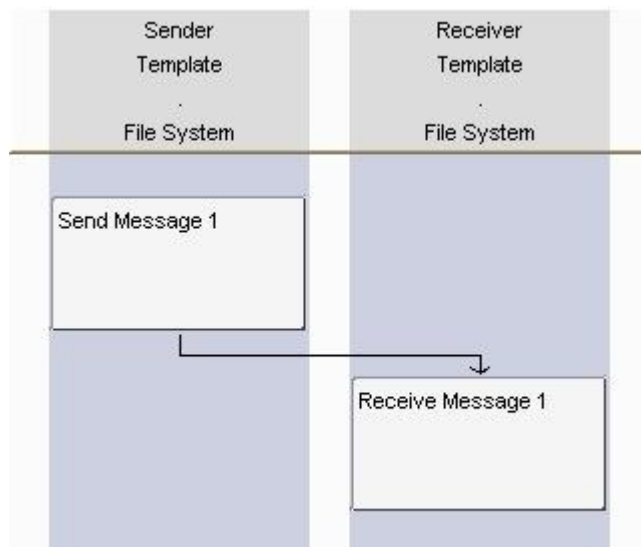 Sender
Template
.
File System
Receiver
Template
.
File System
Send Message 1
Receive Message 1